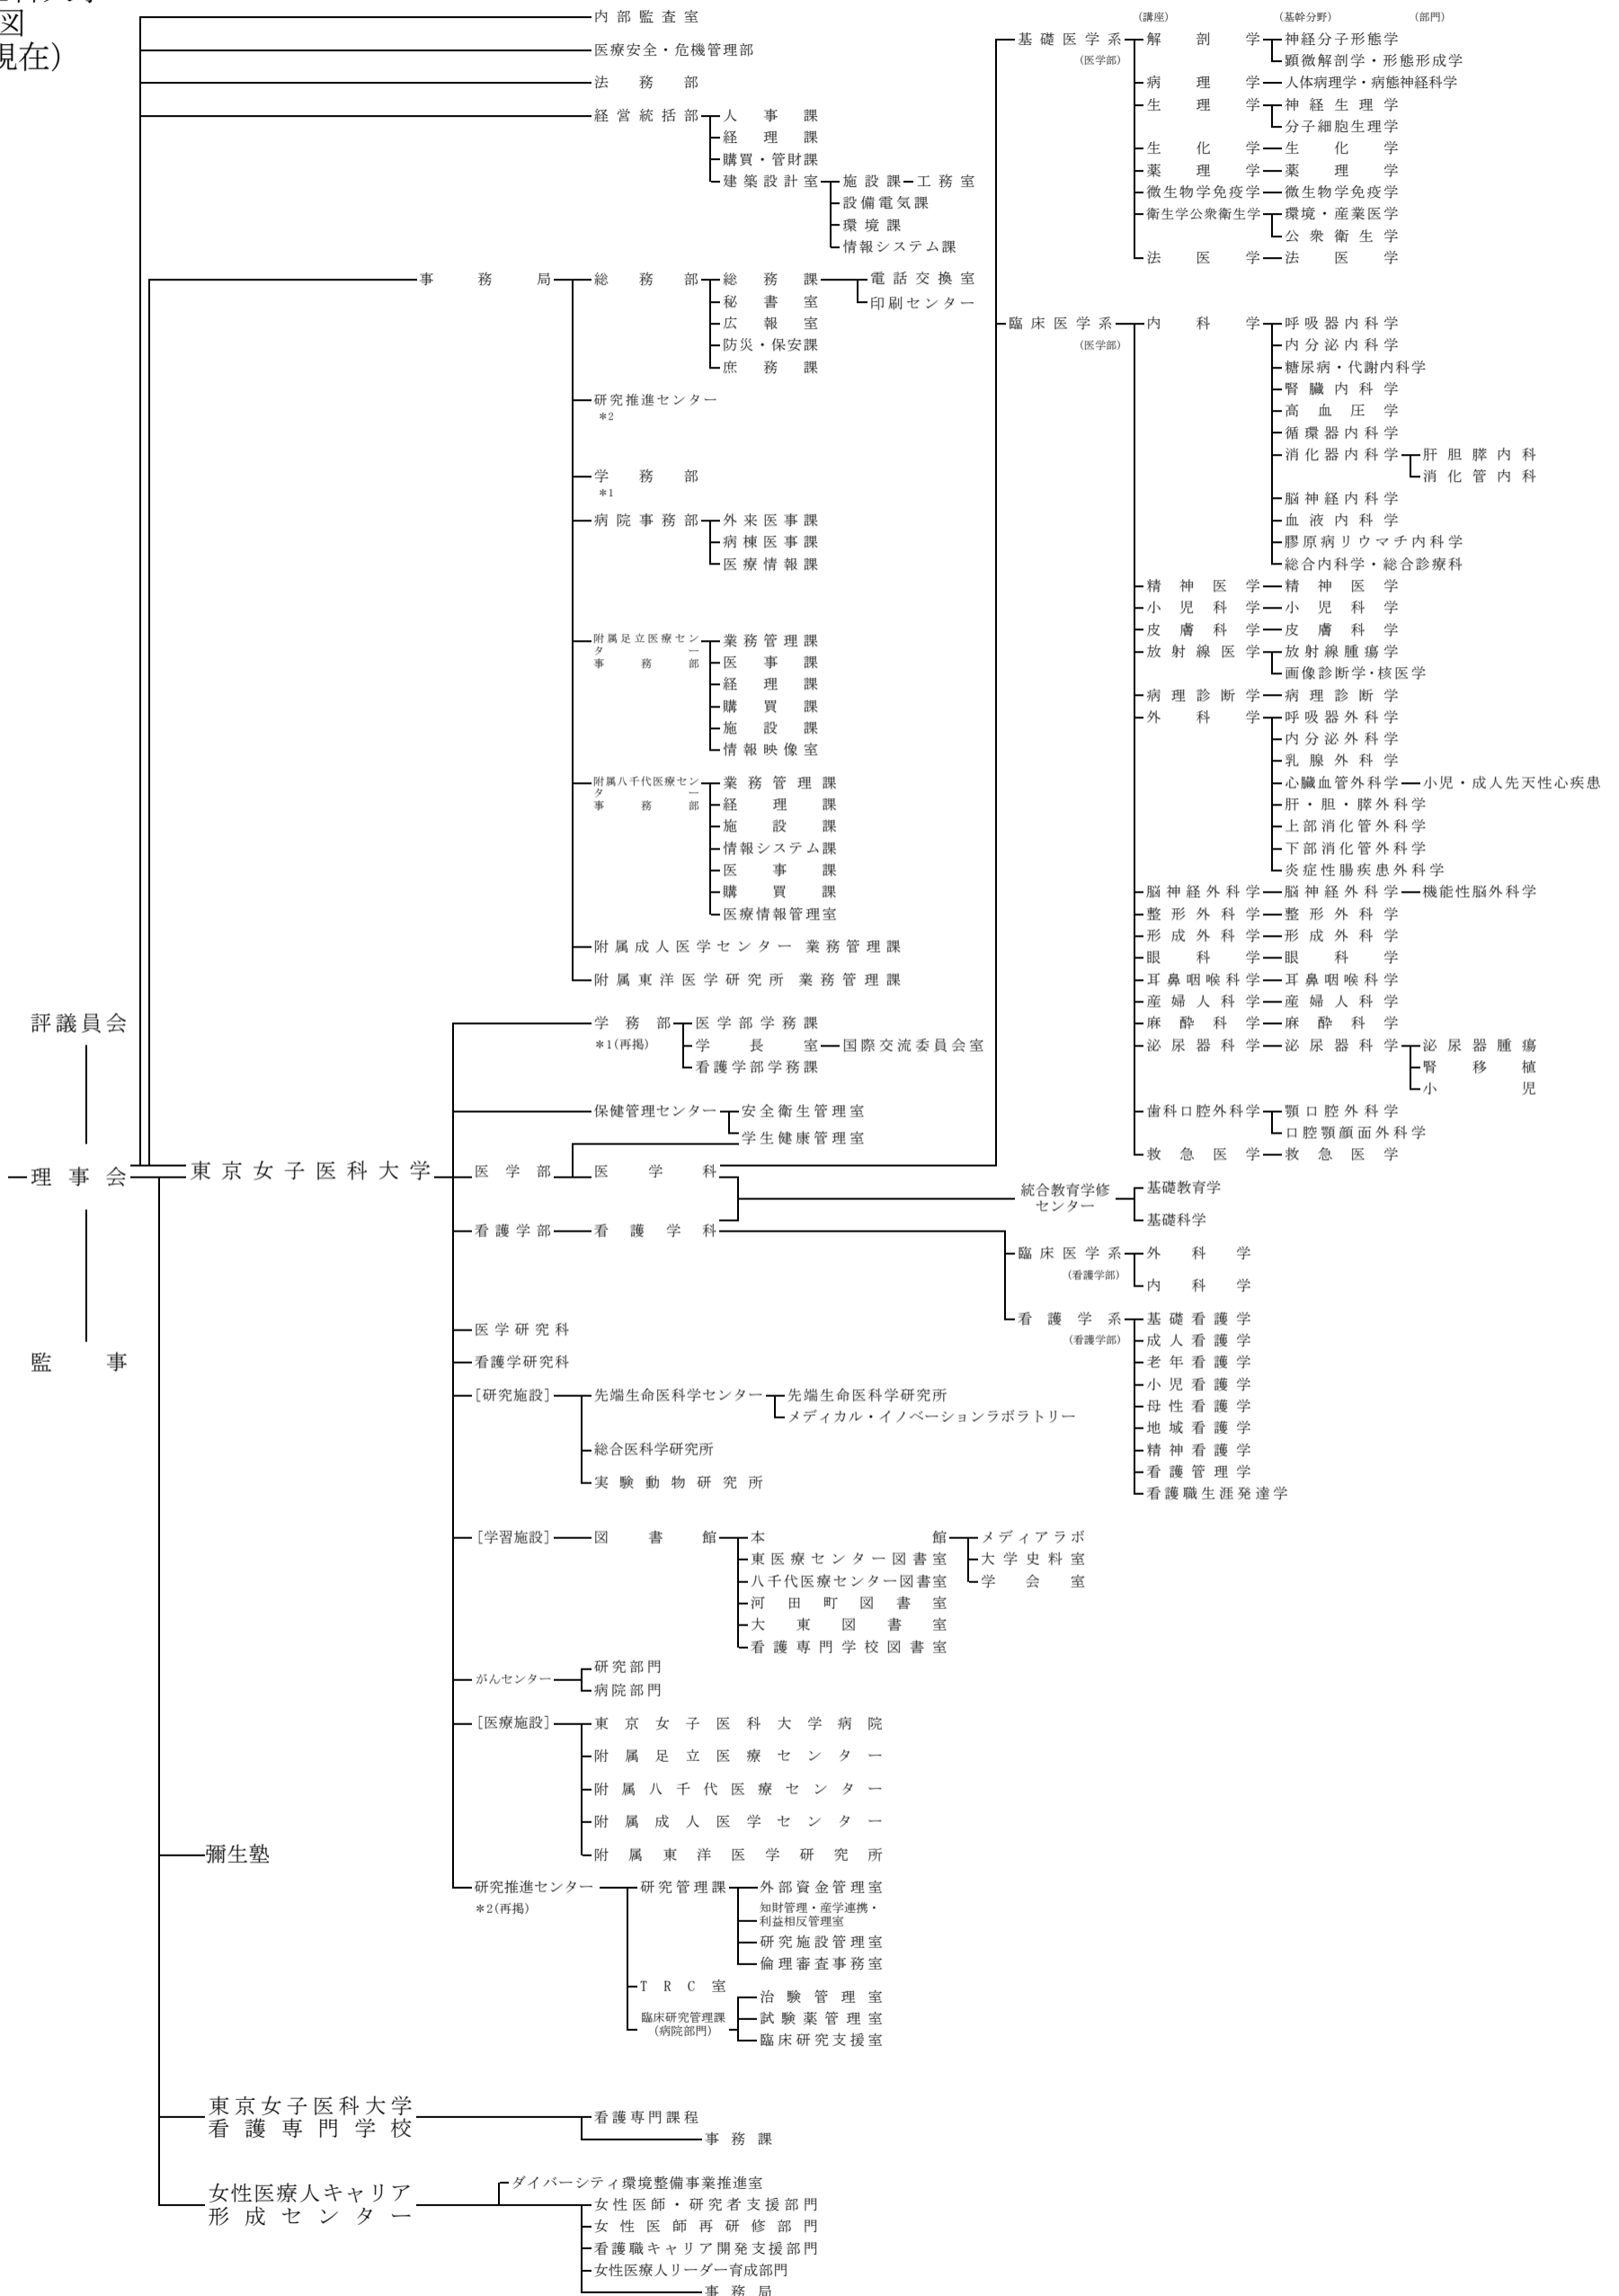 図
現在）
内部監査室
医療安全・危機管理部
法務部
経営統括部
人事課
経理課
購買・管財課
建築設計室
施設課
工務室
設備電気課
環境課
情報システム課
事務局
総務部
総務課
電話交換室
印刷センター
秘書室
広報室
防災・保安課
庶務課
研究推進センター
＊2
学務部
＊1
病院事務部
外来医事課
病棟医事課
医療情報課
附属足立医療セン
ター
事務部
業務管理課
医事課
経理課
購買課
施設課
情報映像室
附属八千代医療セン
ター
事務部
業務管理課
経理課
施設課
情報システム課
医事課
購買課
医療情報管理室
附属成人医学センター 業務管理課
附属東洋医学研究所 業務管理課
評議員会
理事会
監事
東京女子医科大学
学務部
＊1(再掲)
医学部学務課
学長室
国際交流委員会室
看護学部学務課
保健管理センター
安全衛生管理室
学生健康管理室
医学部
医学科
看護学部
看護学科
（講座）
（基幹分野）
（部門）
基礎医学系
（医学部）
解剖学
神経分子形態学
顕微解剖学・形態形成学
病理学
人体病理学・病態神経科学
生理学
神経生理学
分子細胞生理学
生化学
生化学
薬理学
薬理学
微生物学免疫学
微生物学免疫学
衛生学公衆衛生学
環境・産業医学
公衆衛生学
法医学
法医学
臨床医学系
（医学部）
内科学
呼吸器内科学
内分泌内科学
糖尿病・代謝内科学
腎臓内科学
高血圧学
循環器内科学
消化器内科学
肝胆膵内科
消化管内科
脳神経内科学
血液内科学
膠原病リウマチ内科学
総合内科学・総合診療科
精神医学
精神医学
小児科学
小児科学
皮膚科学
皮膚科学
放射線医学
放射線腫瘍学
画像診断学・核医学
病理診断学
病理診断学
外科学
呼吸器外科学
内分泌外科学
乳腺外科学
心臓血管外科学
小児・成人先天性心疾患
肝・胆・膵外科学
上部消化管外科学
下部消化管外科学
炎症性腸疾患外科学
脳神経外科学
脳神経外科学
機能性脳外科学
整形外科学
整形外科学
形成外科学
形成外科学
眼科学
眼科学
耳鼻咽喉科学
耳鼻咽喉科学
産婦人科学
産婦人科学
麻酔科学
麻酔科学
泌尿器科学
泌尿器科学
泌尿器腫瘍
腎移植
小児
歯科口腔外科学
顎口腔外科学
口腔顎顔面外科学
救急医学
救急医学
統合教育学修
センター
基礎教育学
基礎科学
臨床医学系
（看護学部）
外科学
内科学
看護学系
（看護学部）
基礎看護学
成人看護学
老年看護学
小児看護学
母性看護学
地域看護学
精神看護学
看護管理学
看護職生涯発達学
医学研究科
看護学研究科
［研究施設］
先端生命医科学センター
先端生命医科学研究所
メディカル・イノベーションラボラトリー
総合医科学研究所
実験動物研究所
［学習施設］
図書館
本館
メディアラボ
大学史料室
学会室
東医療センター図書室
八千代医療センター図書室
河田町図書室
大東図書室
看護専門学校図書室
がんセンター
研究部門
病院部門
［医療施設］
東京女子医科大学病院
附属足立医療センター
附属八千代医療センター
附属成人医学センター
附属東洋医学研究所
彌生塾
研究推進センター
＊2(再掲)
研究管理課
外部資金管理室
知財管理・産学連携・
利益相反管理室
研究施設管理室
倫理審査事務室
TRC室
臨床研究管理課
（病院部門）
治験管理室
試験薬管理室
臨床研究支援室
東京女子医科大学
看護専門学校
看護専門課程
事務課
女性医療人キャリア
形成センター
ダイバーシティ環境整備事業推進室
女性医師・研究者支援部門
女性医師再研修部門
看護職キャリア開発支援部門
女性医療人リーダー育成部門
事務局